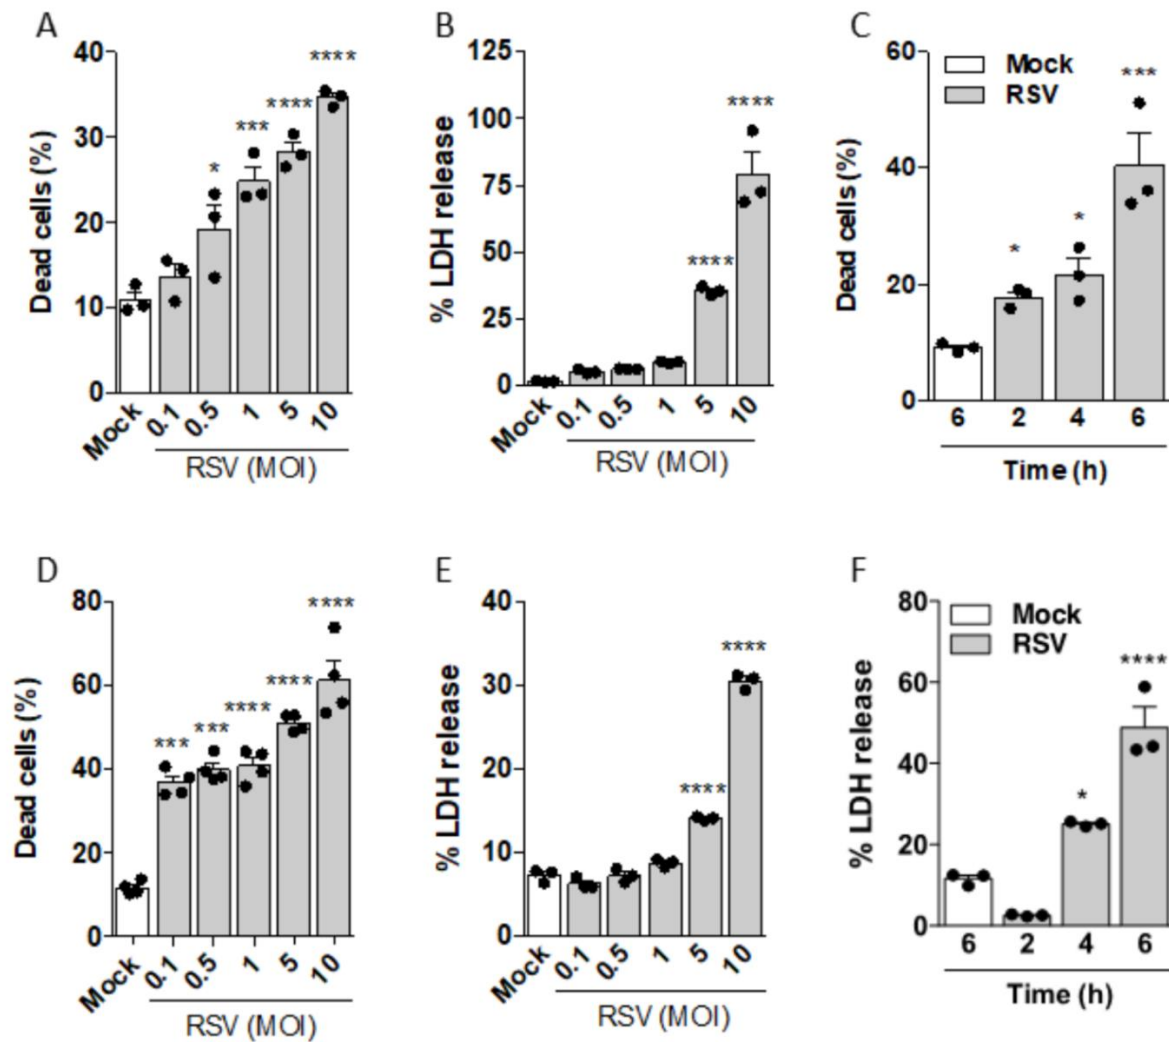 A
Dead cells (%)
40
30
20
10
0
*
***
****
****
Mock
0.1
0.5
1
5
10
RSV (MOI)
B
% LDH release
125
100
75
50
25
0
****
****
Mock
0.1
0.5
1
5
10
RSV (MOI)
C
Dead cells (%)
60
40
20
0
Mock
RSV
*
*
***
6
2
4
6
Time (h)
D
Dead cells (%)
80
60
40
20
0
***
***
****
****
****
Mock
0.1
0.5
1
5
10
RSV (MOI)
E
% LDH release
40
30
20
10
0
****
****
Mock
0.1
0.5
1
5
10
RSV (MOI)
F
% LDH release
80
60
40
20
0
Mock
RSV
*
****
6
2
4
6
Time (h)